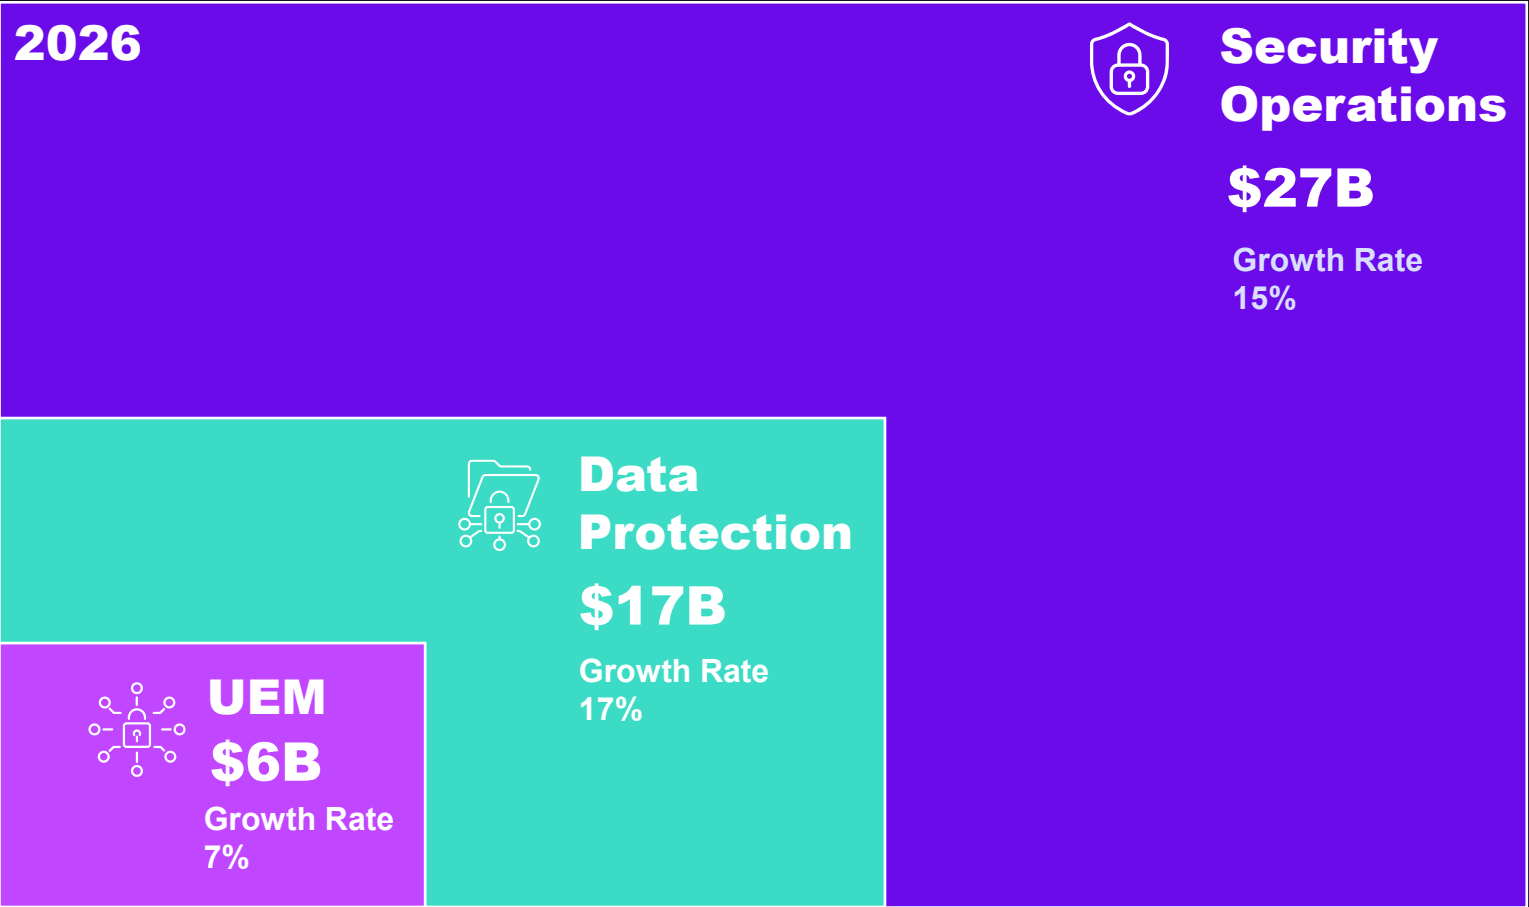 2026
Security
Operations
$27B
Growth Rate
15%
Data
Protection
$17B
Growth Rate
17%
UEM
$6B
Growth Rate
7%